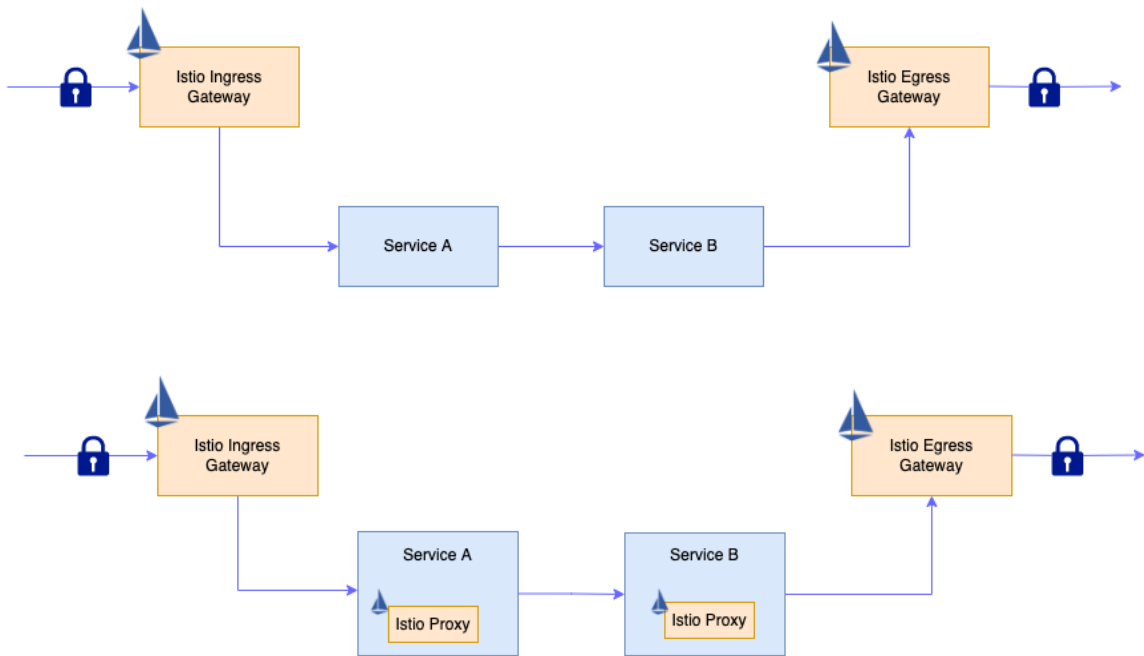 Istio Ingress
Gateway
Istio Egress
Gateway
Service A
Service B
Istio Ingress
Gateway
Istio Egress
Gateway
Service A
Service B
Istio Proxy
Istio Proxy